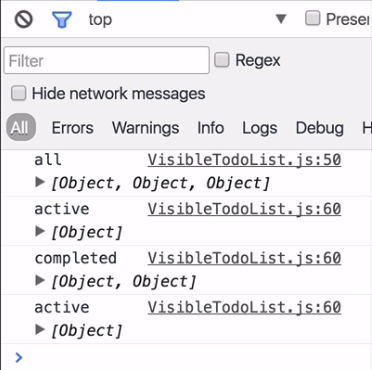 top Preser
Filter Regex
Hide network messages
All Errors Warnings Info Logs Debug H
all VisibleTodoList.js:50
[Object, Object, Object]
active VisibleTodoList.js:60
[Object]
completed VisibleTodoList.js:60
[Object, Object]
active VisibleTodoList.js:60
[Object]